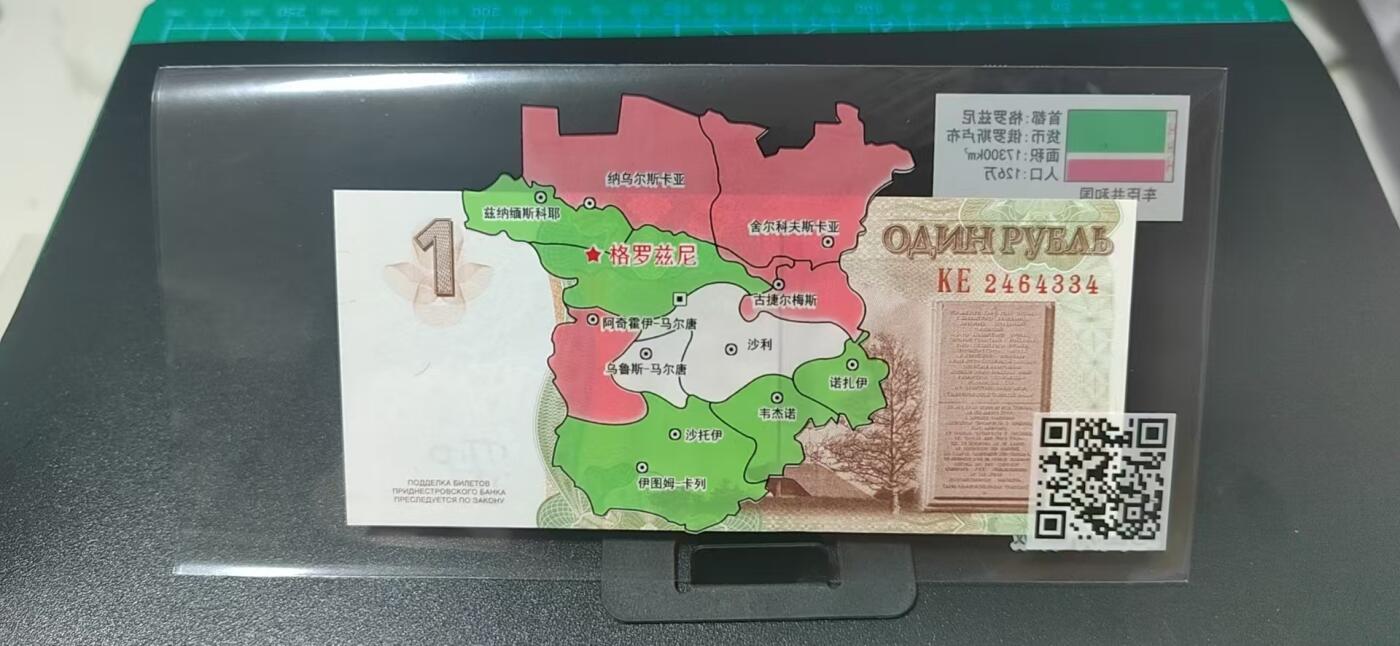 首都:格罗兹尼
货币:俄罗斯卢布
面积:17300km²
人口:126万
车臣共和国
纳乌尔斯卡亚
兹纳缅斯科耶
舍尔科夫斯卡亚
格罗兹尼
古捷尔梅斯
阿奇霍伊-马尔唐
沙利
乌鲁斯-马尔唐
诺扎伊
韦杰诺
沙托伊
伊图姆-卡列
1
ОДИН РУБЛЬ
КЕ 2464334
ПОДДЕЛКА БИЛЕТОВ
ПРИДНЕСТРОВСКОГО БАНКА
ПРЕСЛЕДУЕТСЯ ПО ЗАКОНУ